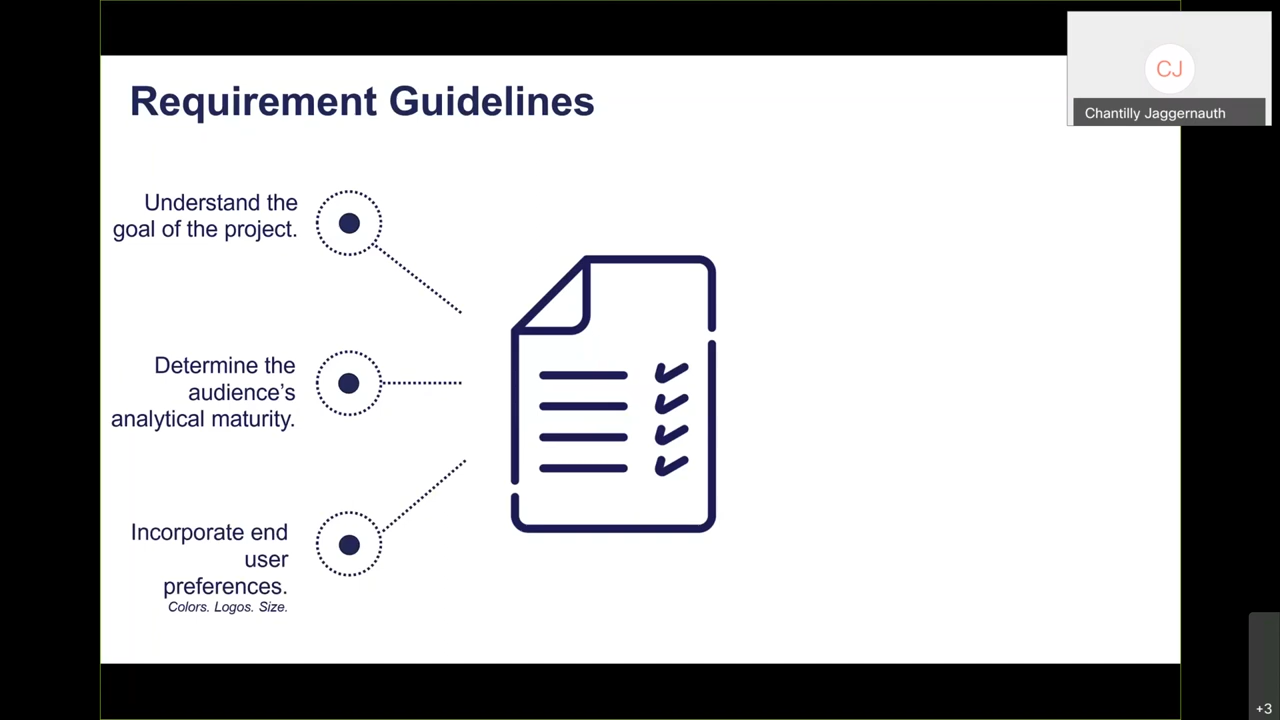 Requirement Guidelines
CJ
Chantilly Jaggernauth
Understand the
goal of the project.
Determine the
audience’s
analytical maturity.
Incorporate end
user
preferences.
Colors. Logos. Size.
+3